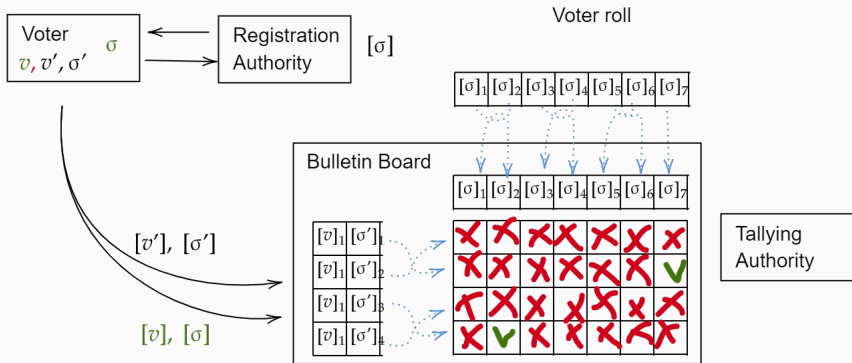 Voter roll
Voter
σ
v, v′, σ′
Registration
Authority
[σ]
[σ]1 [σ]2 [σ]3 [σ]4 [σ]5 [σ]6 [σ]7
Bulletin Board
[σ]1 [σ]2 [σ]3 [σ]4 [σ]5 [σ]6 [σ]7
[v′], [σ′]
[v]1 [σ′]1
[v]1 [σ′]2
[v]1 [σ′]3
[v]1 [σ′]4
Tallying
Authority
[v], [σ]